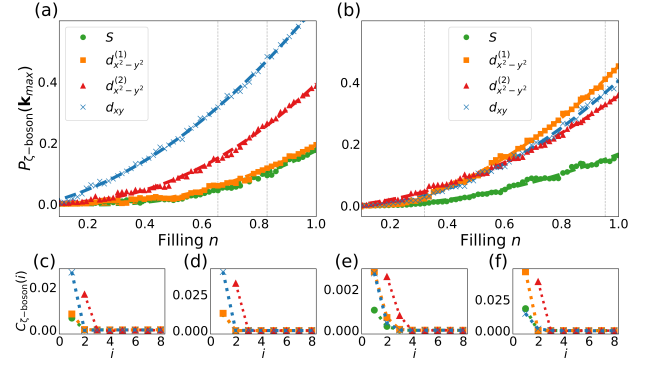 (a)
(b)
S
d_{x²−y²}^{(1)}
d_{x²−y²}^{(2)}
d_{xy}
S
d_{x²−y²}^{(1)}
d_{x²−y²}^{(2)}
d_{xy}
P_{ζ−boson}(k_{max})
0.4
0.2
0.0
0.4
0.2
0.0
0.2 0.4 0.6 0.8 1.0
0.2 0.4 0.6 0.8 1.0
Filling n
Filling n
(c)
(d)
(e)
(f)
C_{ζ−boson}(i)
0.02
0.00
0.025
0.000
0.002
0.000
0.025
0.000
0 2 4 6 8
0 2 4 6 8
0 2 4 6 8
0 2 4 6 8
i
i
i
i